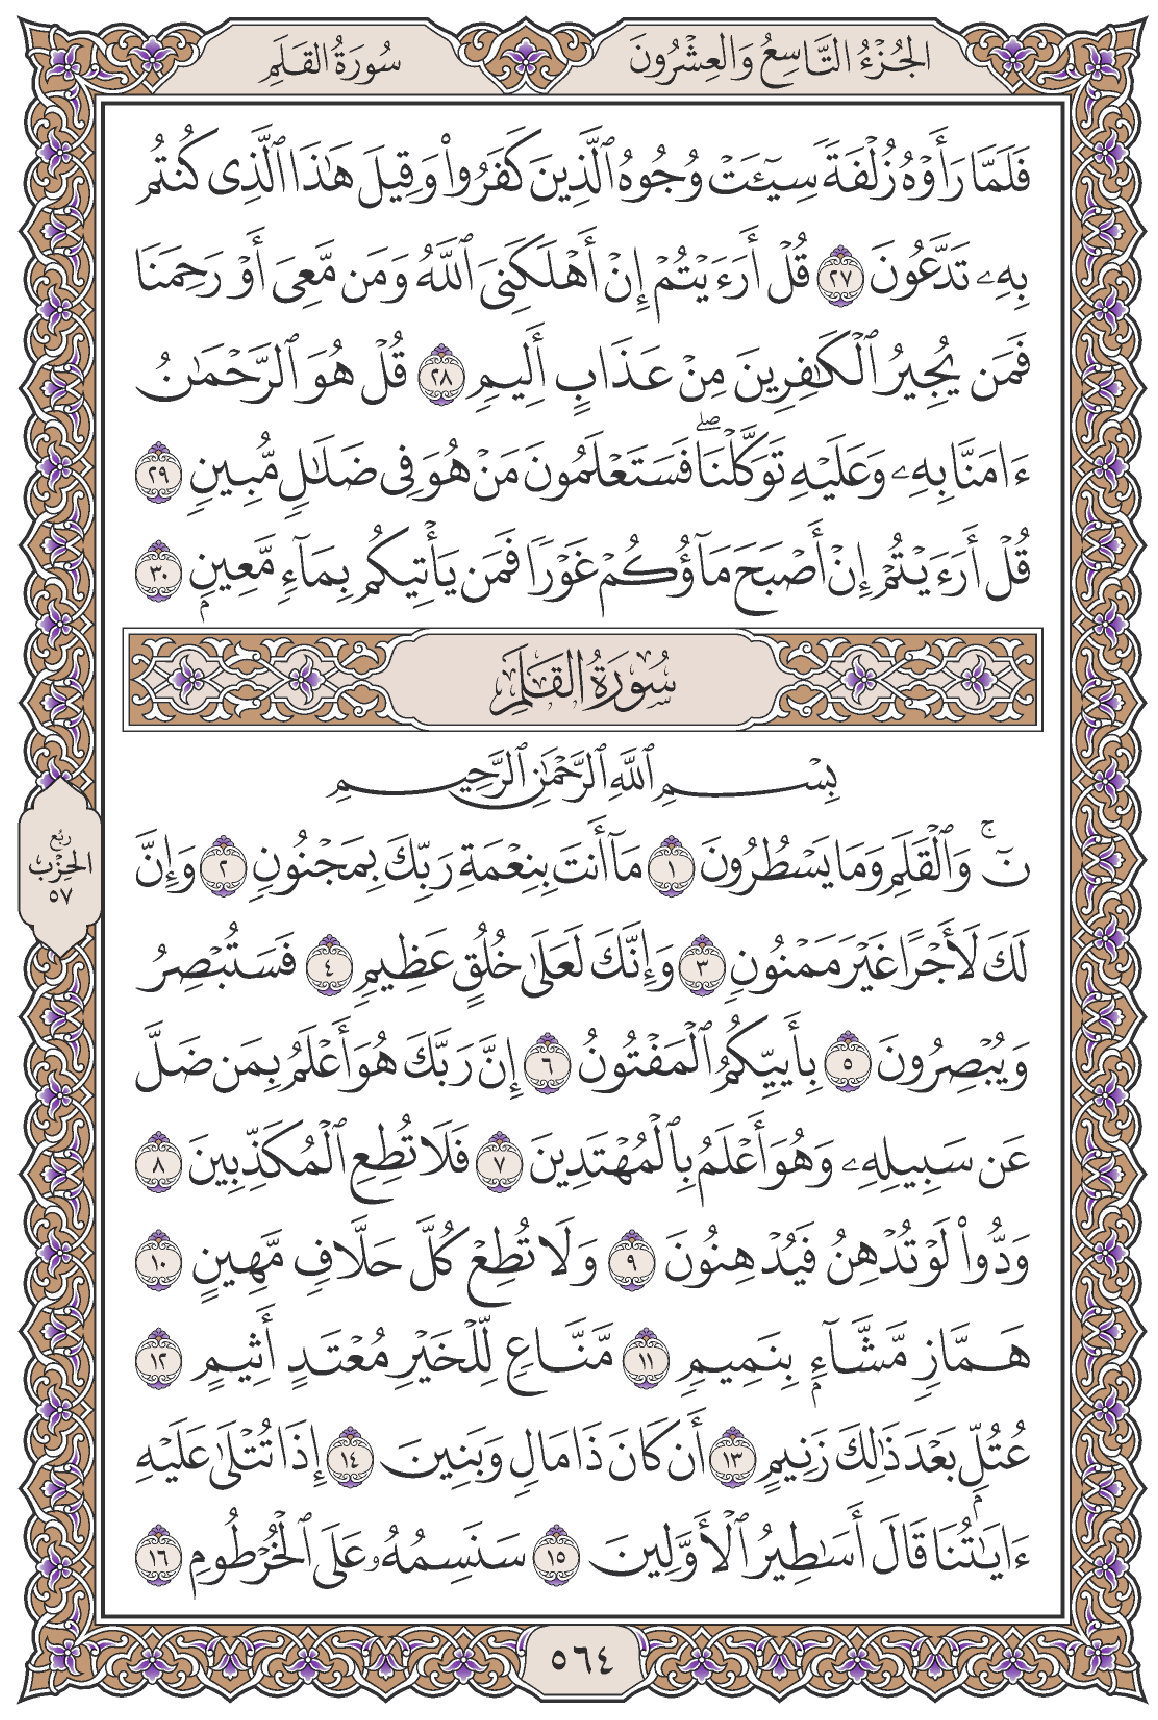 الجُزْءُ التَّاسِعُ وَالعِشْرُونَ
سُورَةُ القَلَمِ
فَلَمَّا رَأَوْهُ زُلْفَةً سِيٓـَٔتْ وُجُوهُ ٱلَّذِينَ كَفَرُوا۟ وَقِيلَ هَٰذَا ٱلَّذِى كُنتُم
بِهِۦ تَدَّعُونَ ٢٧ قُلْ أَرَءَيْتُمْ إِنْ أَهْلَكَنِىَ ٱللَّهُ وَمَن مَّعِىَ أَوْ رَحِمَنَا
فَمَن يُجِيرُ ٱلْكَٰفِرِينَ مِنْ عَذَابٍ أَلِيمٍ ٢٨ قُلْ هُوَ ٱلرَّحْمَٰنُ
ءَامَنَّا بِهِۦ وَعَلَيْهِ تَوَكَّلْنَا ۖ فَسَتَعْلَمُونَ مَنْ هُوَ فِى ضَلَٰلٍ مُّبِينٍ ٢٩
قُلْ أَرَءَيْتُمْ إِنْ أَصْبَحَ مَآؤُكُمْ غَوْرًا فَمَن يَأْتِيكُم بِمَآءٍ مَّعِينٍۭ ٣٠
سُورَةُ القَلَمِ
بِسْمِ ٱللَّهِ ٱلرَّحْمَٰنِ ٱلرَّحِيمِ
نٓ ۚ وَٱلْقَلَمِ وَمَا يَسْطُرُونَ ١ مَآ أَنتَ بِنِعْمَةِ رَبِّكَ بِمَجْنُونٍ ٢ وَإِنَّ
لَكَ لَأَجْرًا غَيْرَ مَمْنُونٍ ٣ وَإِنَّكَ لَعَلَىٰ خُلُقٍ عَظِيمٍ ٤ فَسَتُبْصِرُ
وَيُبْصِرُونَ ٥ بِأَييِّكُمُ ٱلْمَفْتُونُ ٦ إِنَّ رَبَّكَ هُوَ أَعْلَمُ بِمَن ضَلَّ
عَن سَبِيلِهِۦ وَهُوَ أَعْلَمُ بِٱلْمُهْتَدِينَ ٧ فَلَا تُطِعِ ٱلْمُكَذِّبِينَ ٨
وَدُّوا۟ لَوْ تُدْهِنُ فَيُدْهِنُونَ ٩ وَلَا تُطِعْ كُلَّ حَلَّافٍ مَّهِينٍ ١٠
هَمَّازٍ مَّشَّآءٍۭ بِنَمِيمٍ ١١ مَّنَّاعٍ لِّلْخَيْرِ مُعْتَدٍ أَثِيمٍ ١٢
عُتُلٍّۭ بَعْدَ ذَٰلِكَ زَنِيمٍ ١٣ أَن كَانَ ذَا مَالٍ وَبَنِينَ ١٤ إِذَا تُتْلَىٰ عَلَيْهِ
ءَايَٰتُنَا قَالَ أَسَٰطِيرُ ٱلْأَوَّلِينَ ١٥ سَنَسِمُهُۥ عَلَى ٱلْخُرْطُومِ ١٦
رُبُع
الحِزْب
٥٧
٥٦٤